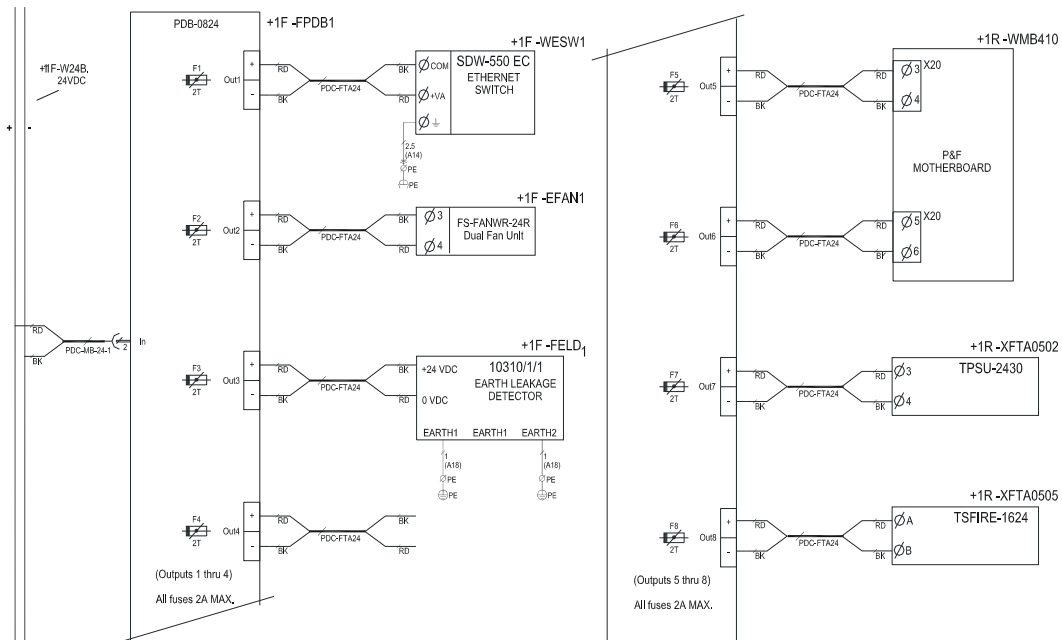 PDB-0824
+1F -FPDB1
+1F-W24B.
24VDC
+
-
RD
BK
PDC-MB-24-1
2
In
F1
2T
Out1
+
-
RD
BK
PDC-FTA24
BK
RD
+1F -WESW1
COM
+VA
SDW-550 EC
ETHERNET
SWITCH
2.5
(A14)
PE
PE
F2
2T
Out2
+
-
RD
BK
PDC-FTA24
BK
RD
+1F -EFAN1
3
4
FS-FANWR-24R
Dual Fan Unit
F3
2T
Out3
+
-
RD
BK
PDC-FTA24
BK
RD
+1F -FELD1
+24 VDC
0 VDC
10310/1/1
EARTH LEAKAGE
DETECTOR
EARTH1
EARTH1
EARTH2
1
(A18)
PE
PE
1
(A18)
PE
PE
F4
2T
Out4
+
-
RD
BK
PDC-FTA24
BK
RD
(Outputs 1 thru 4)
All fuses 2A MAX.
F5
2T
Out5
+
-
RD
BK
PDC-FTA24
RD
BK
+1R -WMB410
3
4
X20
P&F
MOTHERBOARD
F6
2T
Out6
+
-
RD
BK
PDC-FTA24
RD
BK
5
6
X20
F7
2T
Out7
+
-
RD
BK
PDC-FTA24
RD
BK
+1R -XFTA0502
3
4
TPSU-2430
F8
2T
Out8
+
-
RD
BK
PDC-FTA24
RD
BK
+1R -XFTA0505
A
B
TSFIRE-1624
(Outputs 5 thru 8)
All fuses 2A MAX.